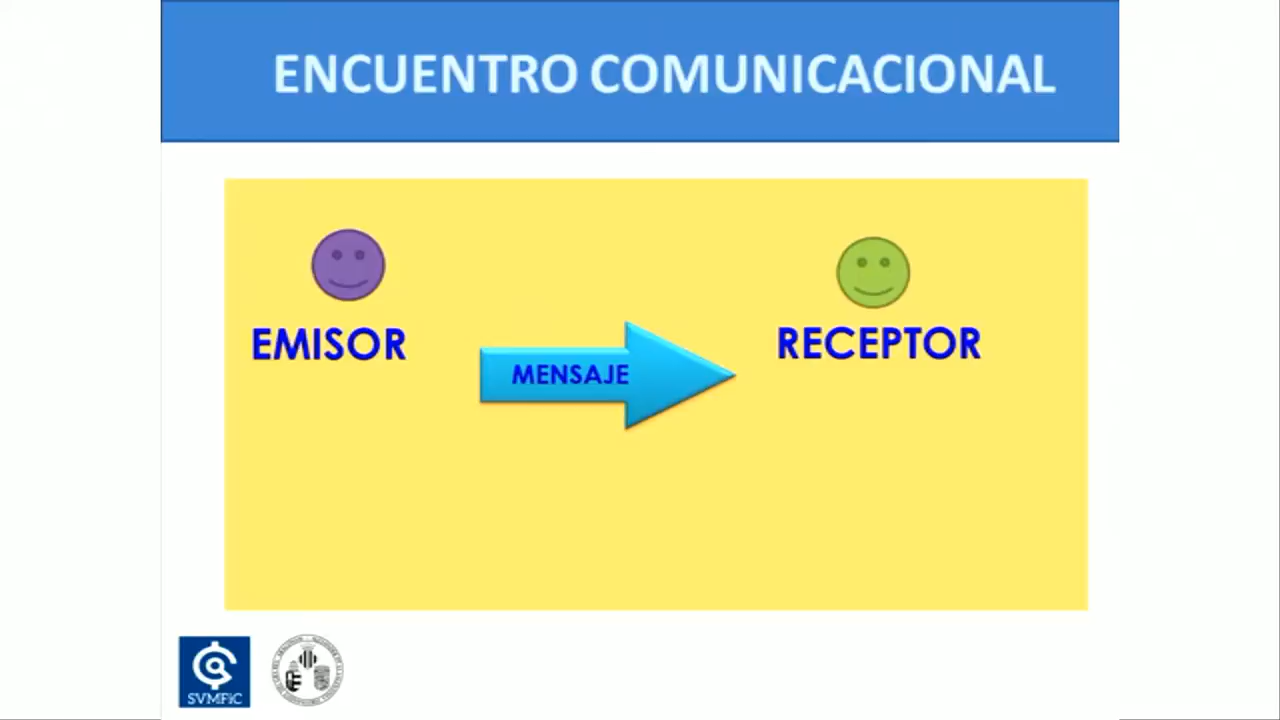 ENCUENTRO COMUNICACIONAL
EMISOR
RECEPTOR
MENSAJE
SVMFiC